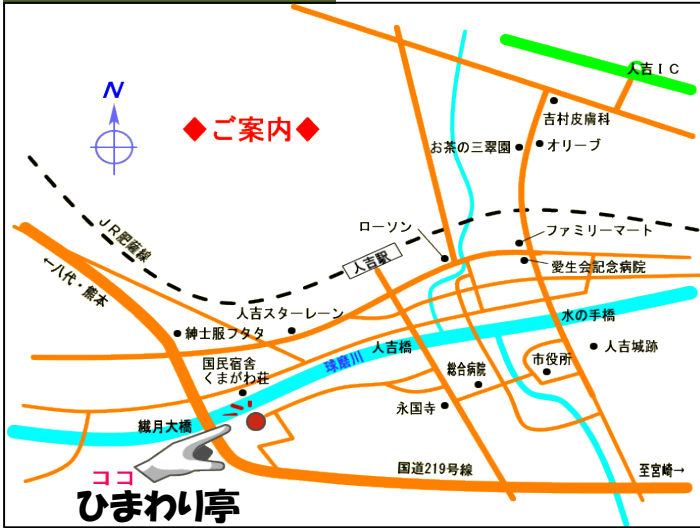 人吉ＩＣ
N
◆ご案内◆
吉村皮膚科
お茶の三翠園
オリーブ
ローソン
ファミリーマート
JR肥薩線
人吉駅
愛生会記念病院
←八代・熊本
人吉スターレーン
水の手橋
紳士服フタタ
人吉橋
人吉城跡
国民宿舎
くまがわ荘
球磨川
総合病院
市役所
永国寺
繊月大橋
国道219号線
至宮崎→
ココ
ひまわり亭